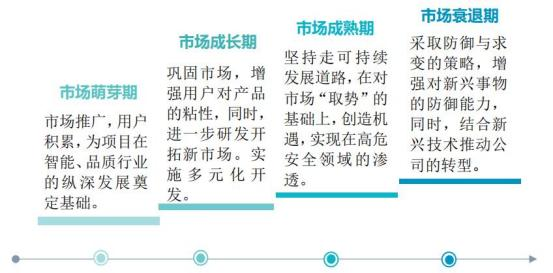 市场萌芽期
市场推广，用户
积累，为项目在
智能、品质行业
的纵深发展奠
定基础。
市场成长期
巩固市场，增
强用户对产品
的粘性，同时，
进一步研发开
拓新市场。实
施多元化开
发。
市场成熟期
坚持走可持续
发展道路，在对
市场“取势”的
基础上，创造机
遇，实现在高危
安全领域的渗
透。
市场衰退期
采取防御与求
变的策略，增
强对新兴事物
的防御能力，
同时，结合新
兴技术推动公
司的转型。